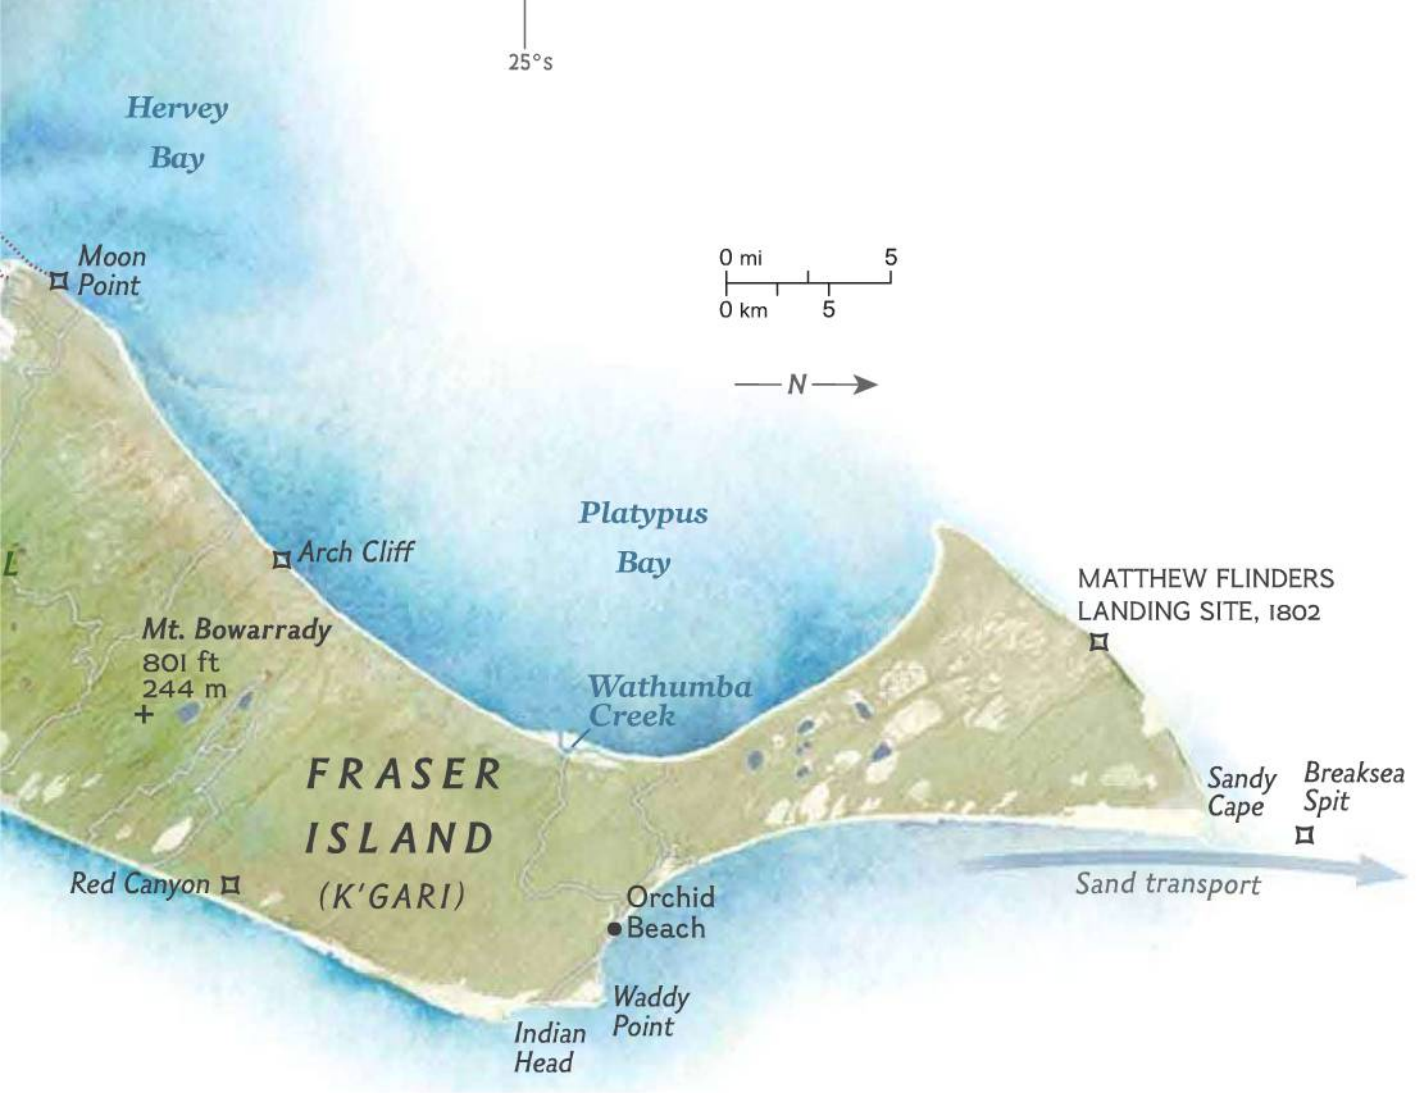 25°S
Hervey
Bay
Moon
Point
0 mi 5
0 km 5
N
Platypus
Bay
Arch Cliff
L
MATTHEW FLINDERS
LANDING SITE, 1802
Mt. Bowarrady
801 ft
244 m
Wathumba
Creek
FRASER
ISLAND
(K'GARI)
Sandy
Cape
Breaksea
Spit
Red Canyon
Sand transport
Orchid
Beach
Waddy
Point
Indian
Head